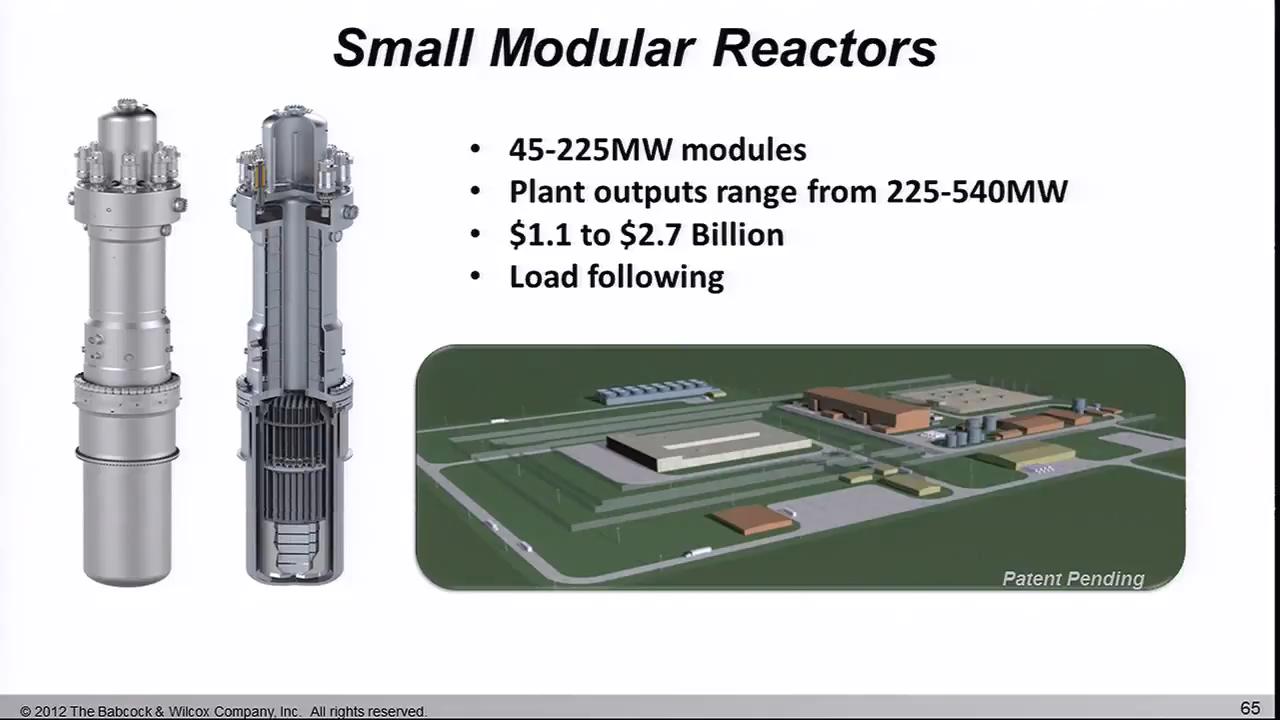 Small Modular Reactors
• 45-225MW modules
• Plant outputs range from 225-540MW
• $1.1 to $2.7 Billion
• Load following
Patent Pending
© 2012 The Babcock & Wilcox Company, Inc. All rights reserved.
65